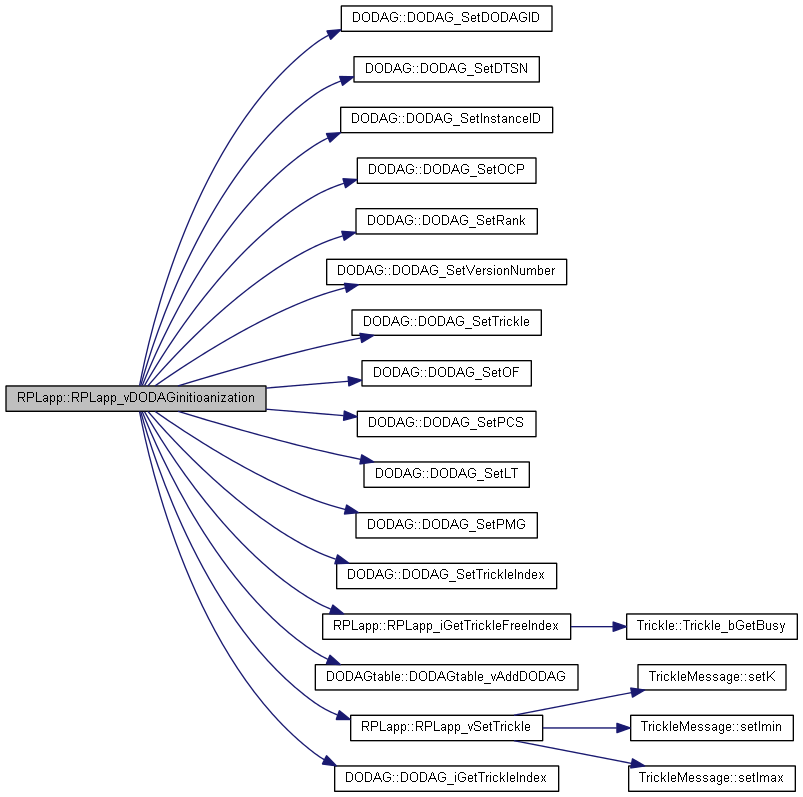 DODAG::DODAG_SetDODAGID
DODAG::DODAG_SetDTSN
DODAG::DODAG_SetInstanceID
DODAG::DODAG_SetOCP
DODAG::DODAG_SetRank
DODAG::DODAG_SetVersionNumber
DODAG::DODAG_SetTrickle
DODAG::DODAG_SetOF
RPLapp::RPLapp_vDODAGinitioanization
DODAG::DODAG_SetPCS
DODAG::DODAG_SetLT
DODAG::DODAG_SetPMG
DODAG::DODAG_SetTrickleIndex
RPLapp::RPLapp_iGetTrickleFreeIndex
Trickle::Trickle_bGetBusy
DODAGtable::DODAGtable_vAddDODAG
TrickleMessage::setK
RPLapp::RPLapp_vSetTrickle
TrickleMessage::setImin
DODAG::DODAG_iGetTrickleIndex
TrickleMessage::setImax